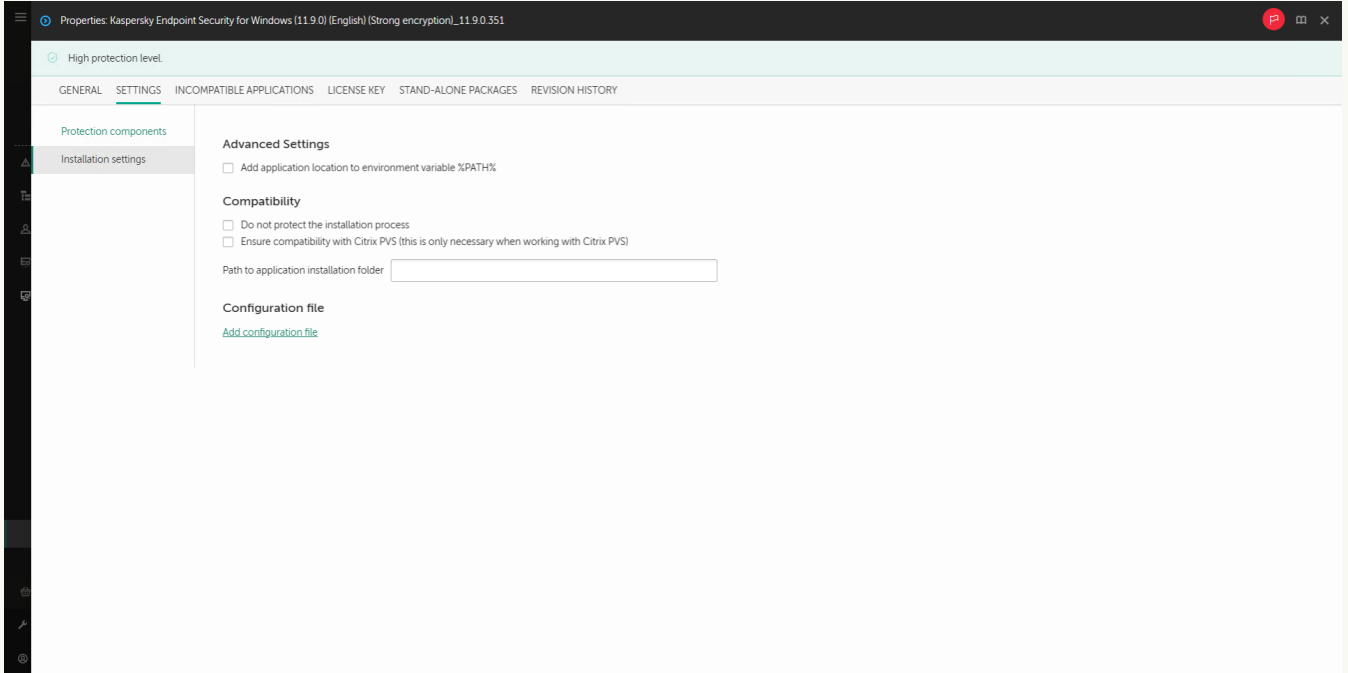 Properties: Kaspersky Endpoint Security for Windows (11.9.0) (English) (Strong encryption)_11.9.0.351
High protection level.
GENERAL SETTINGS INCOMPATIBLE APPLICATIONS LICENSE KEY STAND-ALONE PACKAGES REVISION HISTORY
Protection components
Installation settings
Advanced Settings
Add application location to environment variable %PATH%
Compatibility
Do not protect the installation process
Ensure compatibility with Citrix PVS (this is only necessary when working with Citrix PVS)
Path to application installation folder
Configuration file
Add configuration file